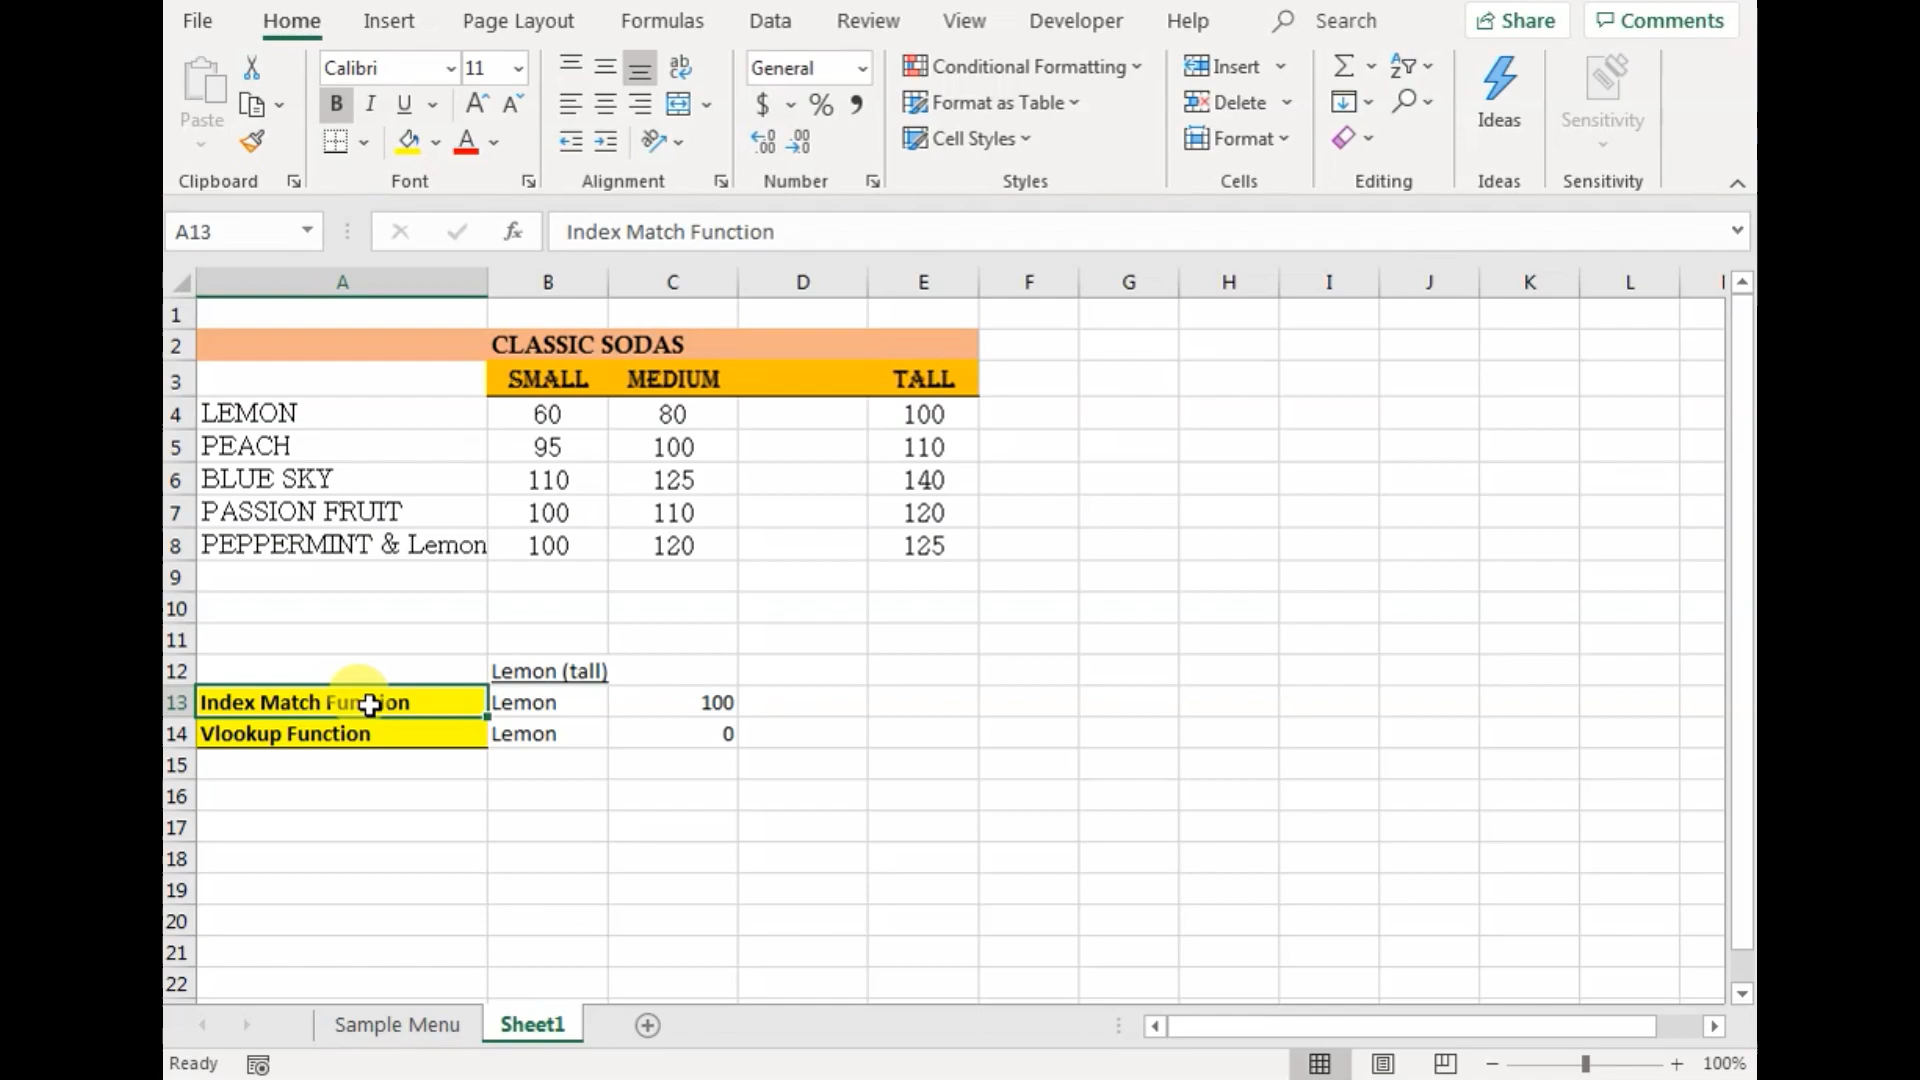 File Home Insert Page Layout Formulas Data Review View Developer Help Search Share Comments
Calibri 11 ab General Conditional Formatting Insert Σ
Paste B I U A A $ % Format as Table Delete Ideas Sensitivity
A .00 .00 Cell Styles Format
Clipboard Font Alignment Number Styles Cells Editing Ideas Sensitivity
A13 fx Index Match Function
A B C D E F G H I J K L
1
2 CLASSIC SODAS
3 SMALL MEDIUM TALL
4 LEMON 60 80 100
5 PEACH 95 100 110
6 BLUE SKY 110 125 140
7 PASSION FRUIT 100 110 120
8 PEPPERMINT & Lemon 100 120 125
9
10
11
12 Lemon (tall)
13 Index Match Function Lemon 100
14 Vlookup Function Lemon 0
15
16
17
18
19
20
21
22
Sample Menu Sheet1
Ready 100%